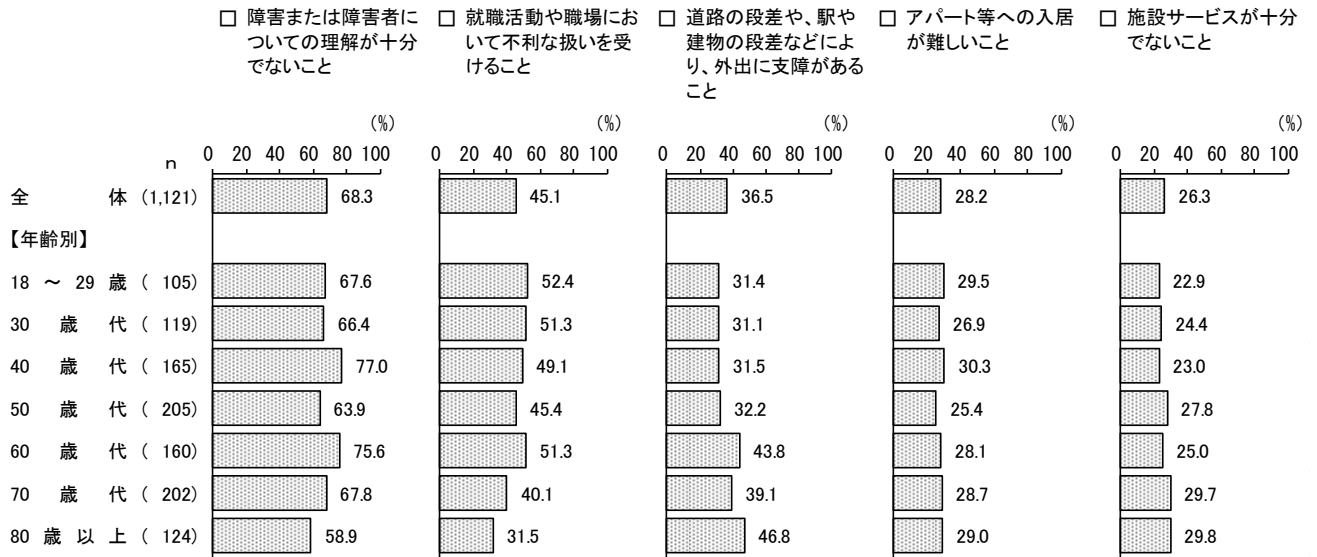 □ 障害または障害者についての理解が十分でないこと
□ 就職活動や職場において不利な扱いを受けること
□ 道路の段差や、駅や建物の段差などにより、外出に支障があること
□ アパート等への入居が難しいこと
□ 施設サービスが十分でないこと
(%) (%) (%) (%) (%)
n 0 20 40 60 80 100 0 20 40 60 80 100 0 20 40 60 80 100 0 20 40 60 80 100 0 20 40 60 80 100
全体 (1,121) 68.3 45.1 36.5 28.2 26.3
【年齢別】
18 ～ 29 歳 ( 105) 67.6 52.4 31.4 29.5 22.9
30 歳代 ( 119) 66.4 51.3 31.1 26.9 24.4
40 歳代 ( 165) 77.0 49.1 31.5 30.3 23.0
50 歳代 ( 205) 63.9 45.4 32.2 25.4 27.8
60 歳代 ( 160) 75.6 51.3 43.8 28.1 25.0
70 歳代 ( 202) 67.8 40.1 39.1 28.7 29.7
80 歳以上 ( 124) 58.9 31.5 46.8 29.0 29.8